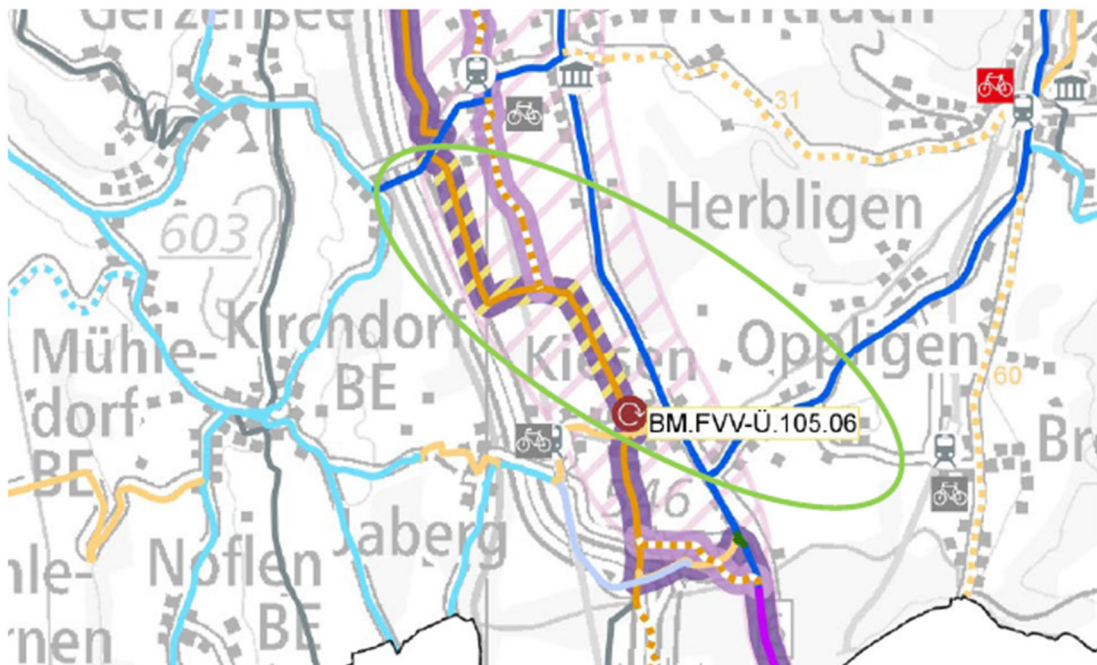 Gerzensee
Wichtrach
31
Herbligen
603
Kirchdorf
BE
Mühle-
dorf
BE
Kiesen
Oppligen
60
BM.FVV-Ü.105.06
546
Jaberg
Noflen
BE